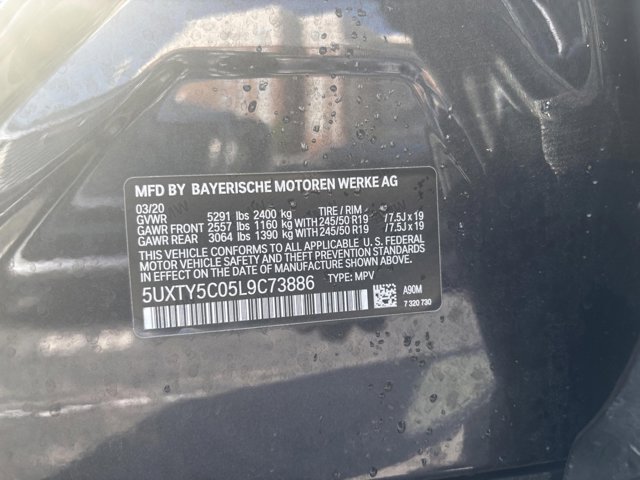 MFD BY BAYERISCHE MOTOREN WERKE AG
03/20
GVWR 5291 lbs 2400 kg TIRE / RIM
GAWR FRONT 2557 lbs 1160 kg WITH 245/50 R19 /7.5J x 19
GAWR REAR 3064 lbs 1390 kg WITH 245/50 R19 /7.5J x 19
THIS VEHICLE CONFORMS TO ALL APPLICABLE U. S. FEDERAL
MOTOR VEHICLE SAFETY AND THEFT PREVENTION STANDARDS
IN EFFECT ON THE DATE OF MANUFACTURE SHOWN ABOVE.
5UXTY5C05L9C73886 TYPE: MPV
A90M
7 320 730